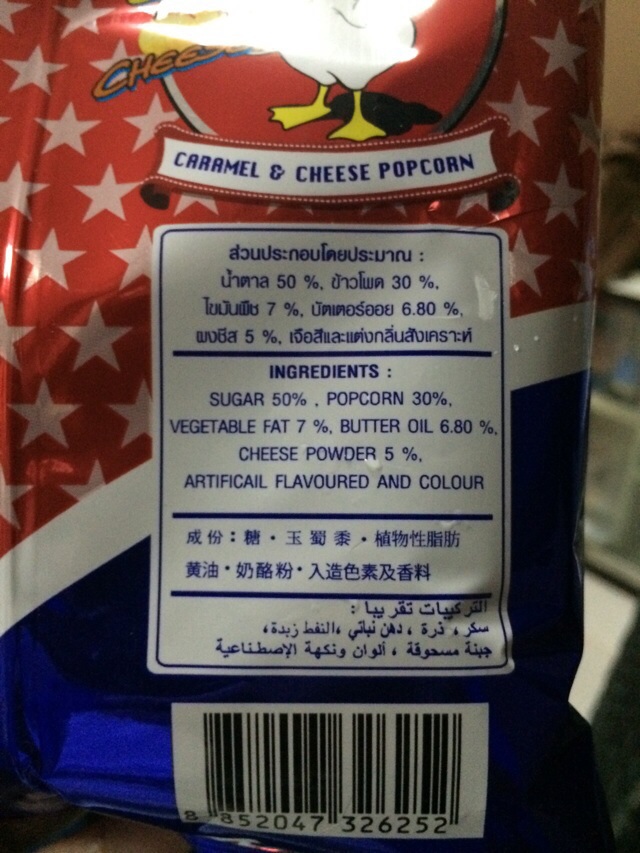 CHEESE
CARAMEL & CHEESE POPCORN
ส่วนประกอบโดยประมาณ :
น้ำตาล 50 %, ข้าวโพด 30 %,
ไขมันพืช 7 %, บัตเตอร์ออย 6.80 %,
ผงชีส 5 %, เจือสีและแต่งกลิ่นสังเคราะห์
INGREDIENTS :
SUGAR 50% , POPCORN 30%,
VEGETABLE FAT 7 %, BUTTER OIL 6.80 %,
CHEESE POWDER 5 %,
ARTIFICAIL FLAVOURED AND COLOUR
成份：糖・玉蜀黍・植物性脂肪
黄油・奶酪粉・人造色素及香料
التركيبات تقريبا :
سكر ، ذرة ، دهن نباتي ،النفط زبدة،
جبنة مسحوقة ، ألوان ونكهة الإصطناعية
8 852047 326252